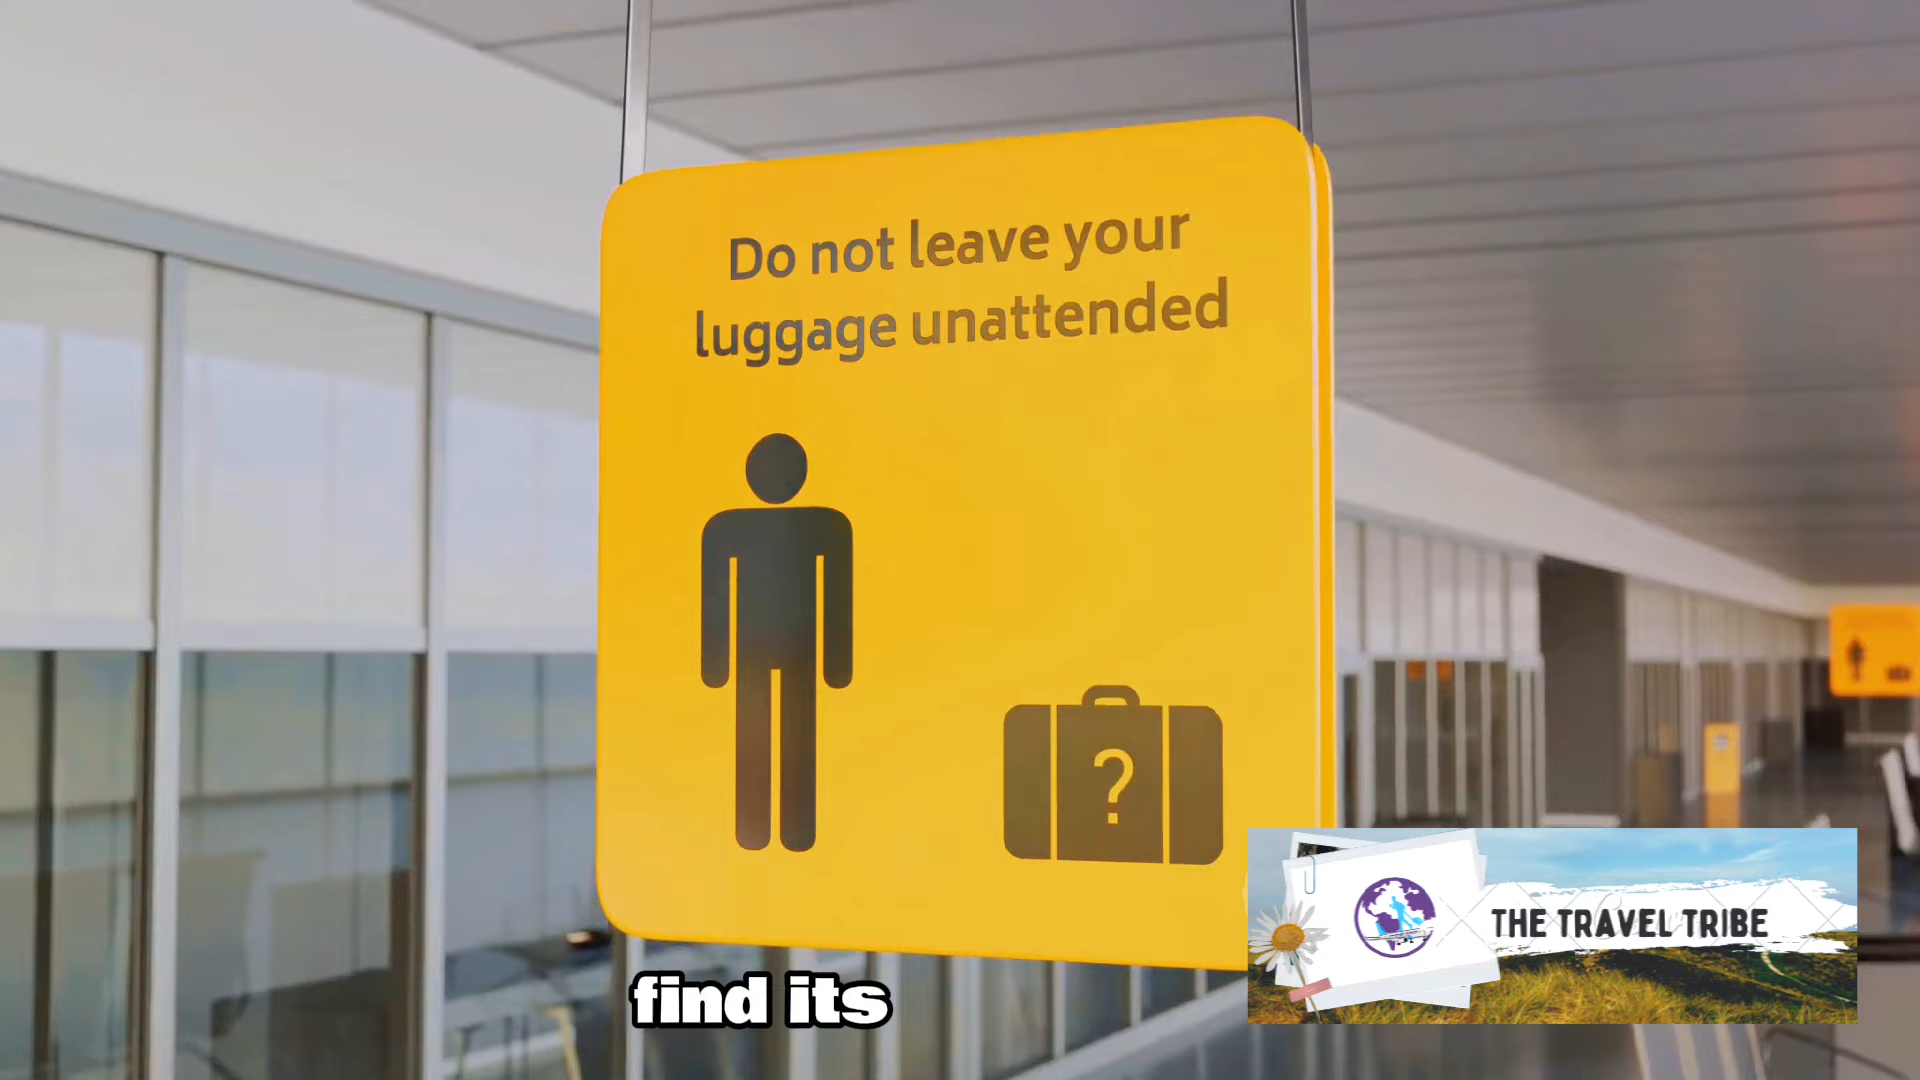 Do not leave your
luggage unattended
?
THE TRAVEL TRIBE
find its